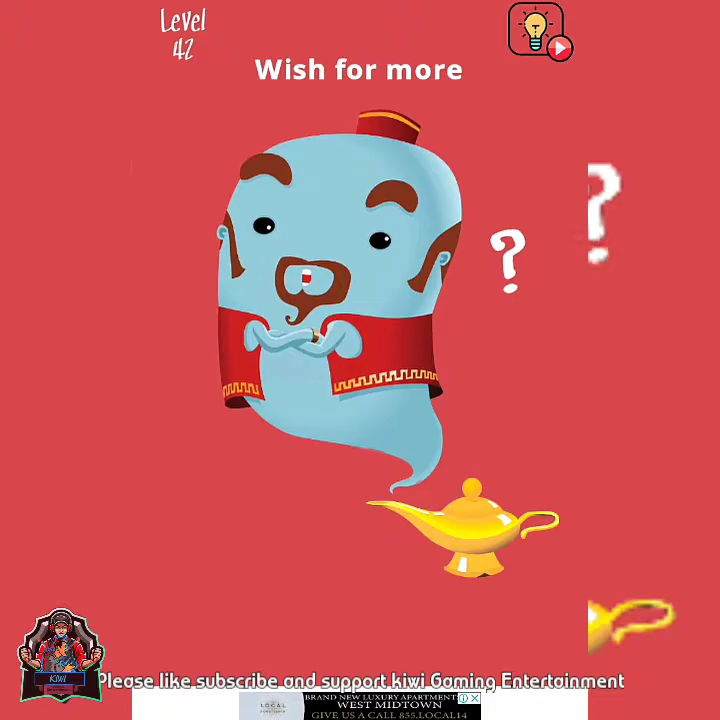 Level
42
Wish for more
?
?
KIWI
Please like subscribe and support kiwi Gaming Entertainment
LOCAL
BRAND NEW LUXURY APARTMENTS
WEST MIDTOWN
GIVE US A CALL 855.LOCAL14